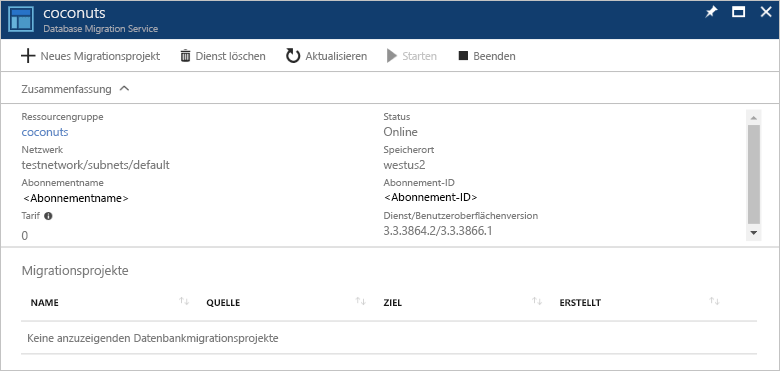 coconuts
Database Migration Service
Neues Migrationsprojekt Dienst löschen Aktualisieren Starten Beenden
Zusammenfassung
Ressourcengruppe Status
coconuts Online
Netzwerk Speicherort
testnetwork/subnets/default westus2
Abonnementname Abonnement-ID
<Abonnementname> <Abonnement-ID>
Tarif Dienst/Benutzeroberflächenversion
0 3.3.3864.2/3.3.3866.1
Migrationsprojekte
NAME QUELLE ZIEL ERSTELLT
Keine anzuzeigenden Datenbankmigrationsprojekte